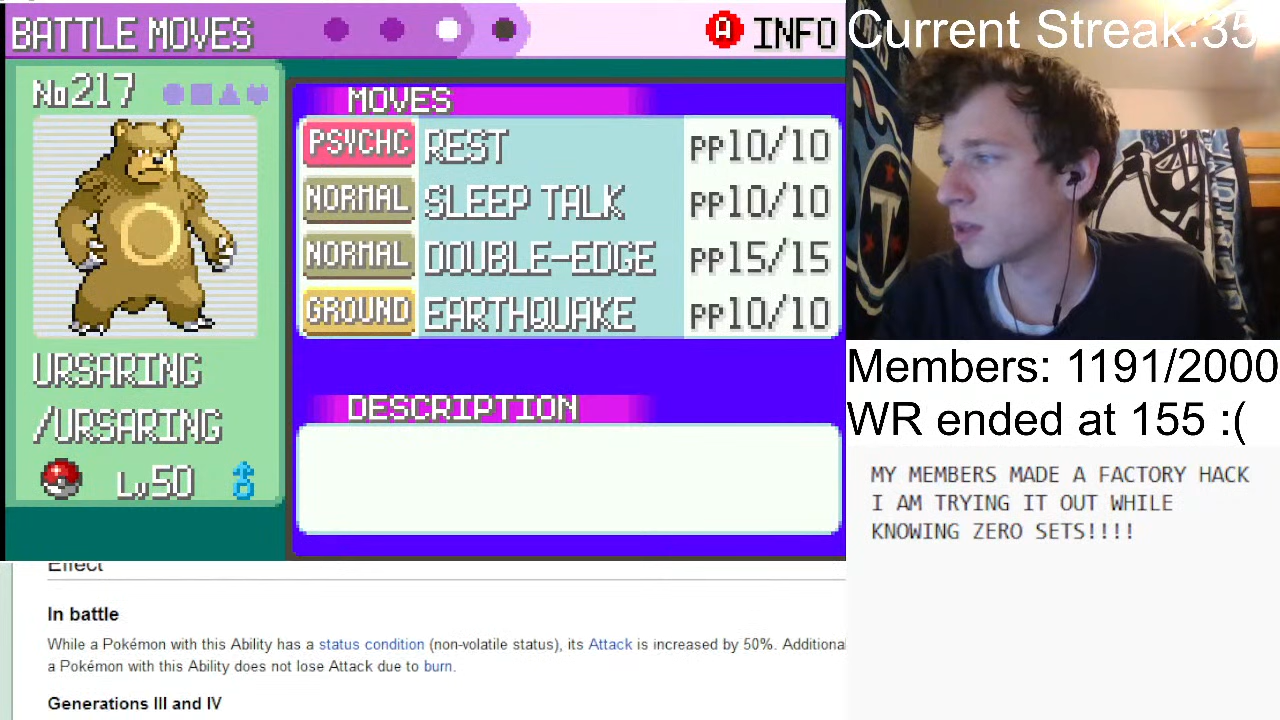 BATTLE MOVES
A INFO
No217
MOVES
PSYCHC REST PP10/10
NORMAL SLEEP TALK PP10/10
NORMAL DOUBLE-EDGE PP15/15
GROUND EARTHQUAKE PP10/10
URSARING
/URSARING
Lv50
DESCRIPTION
Current Streak:35
Members: 1191/2000
WR ended at 155 :(
MY MEMBERS MADE A FACTORY HACK
I AM TRYING IT OUT WHILE
KNOWING ZERO SETS!!!!
Effect
In battle
While a Pokémon with this Ability has a status condition (non-volatile status), its Attack is increased by 50%. Additional
a Pokémon with this Ability does not lose Attack due to burn.
Generations III and IV